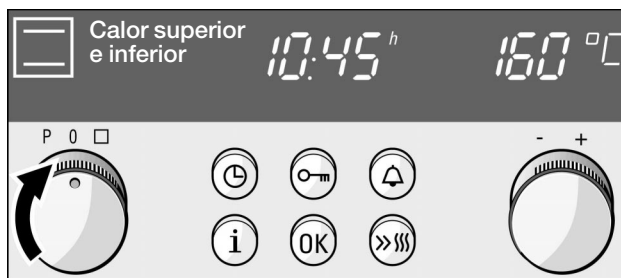 Calor superior
e inferior
10:45 h
160 °C
P 0
- +
i OK